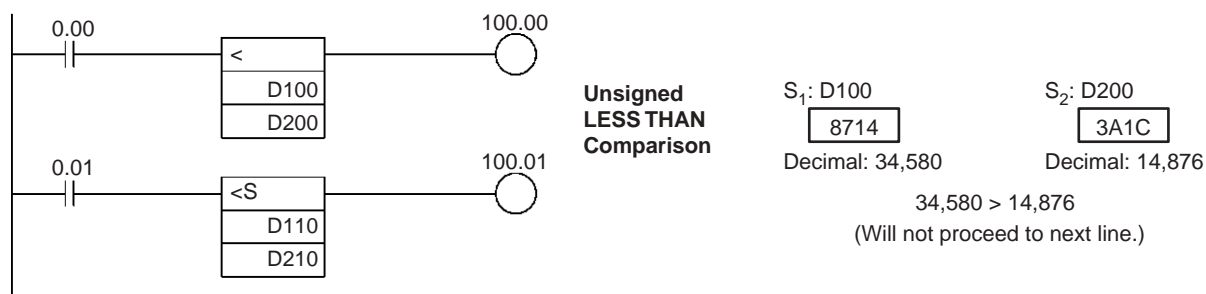 0.00
100.00
<
D100
D200
0.01
100.01
<S
D110
D210
Unsigned
LESS THAN
Comparison
S1: D100
S2: D200
8714
3A1C
Decimal: 34,580
Decimal: 14,876
34,580 > 14,876
(Will not proceed to next line.)